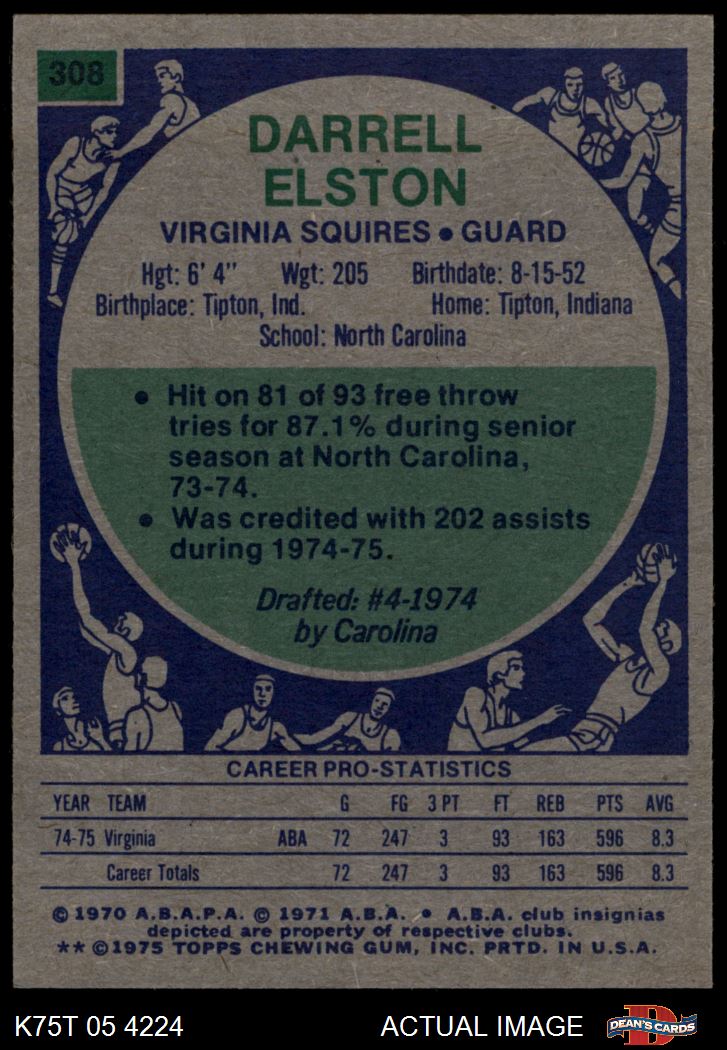 308
DARRELL
ELSTON
VIRGINIA SQUIRES • GUARD
Hgt: 6' 4" Wgt: 205 Birthdate: 8-15-52
Birthplace: Tipton, Ind. Home: Tipton, Indiana
School: North Carolina
• Hit on 81 of 93 free throw
tries for 87.1% during senior
season at North Carolina,
73-74.
• Was credited with 202 assists
during 1974-75.
Drafted: #4-1974
by Carolina
CAREER PRO-STATISTICS
YEAR TEAM G FG 3 PT FT REB PTS AVG
74-75 Virginia ABA 72 247 3 93 163 596 8.3
Career Totals 72 247 3 93 163 596 8.3
© 1970 A.B.A.P.A. © 1971 A.B.A. • A.B.A. club insignias
depicted are property of respective clubs.
** © 1975 TOPPS CHEWING GUM, INC. PRTD. IN U.S.A.
K75T 05 4224 ACTUAL IMAGE D DEAN'S CARDS